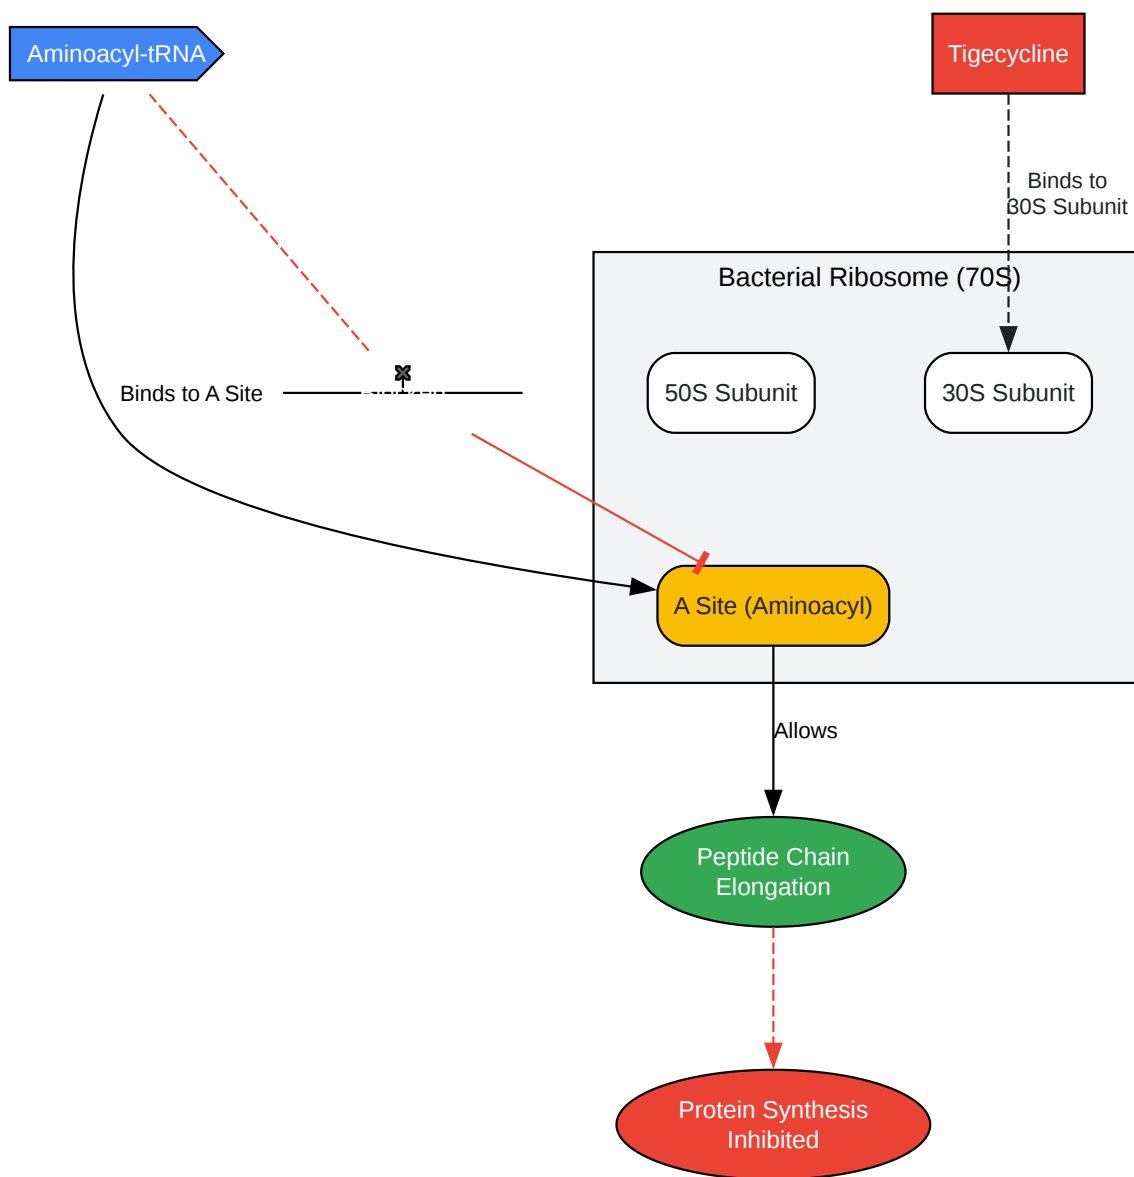 Aminoacyl-tRNA
Tigecycline
Binds to
30S Subunit
Bacterial Ribosome (70S)
Binds to A Site
50S Subunit
30S Subunit
A Site (Aminoacyl)
Allows
Peptide Chain
Elongation
Protein Synthesis
Inhibited